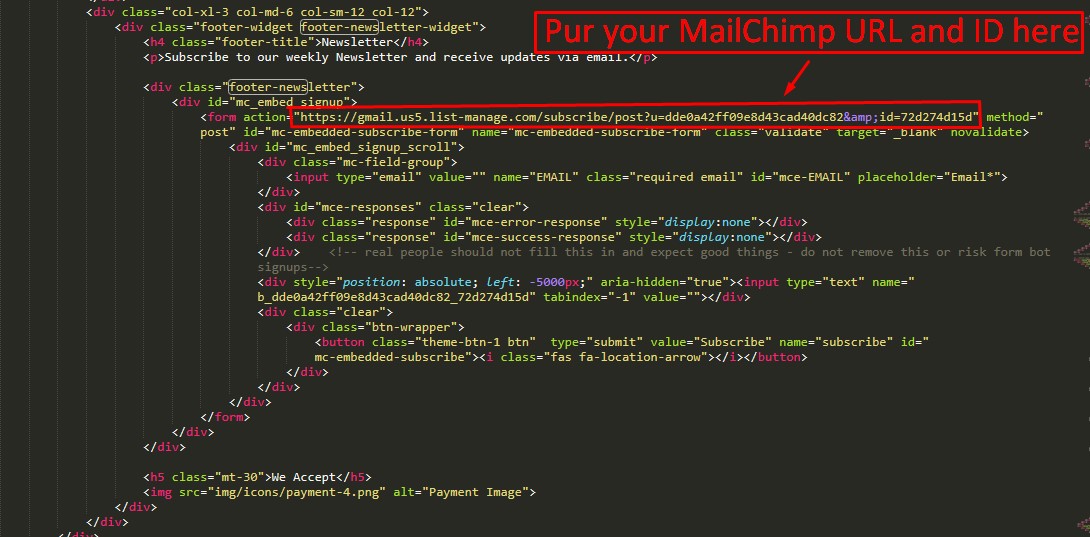 </div>
<div class="col-xl-3 col-md-6 col-sm-12 col-12">
<div class="footer-widget footer-newsletter-widget">
<h4 class="footer-title">Newsletter</h4>
<p>Subscribe to our weekly Newsletter and receive updates via email.</p>
Pur your MailChimp URL and ID here
<div class="footer-newsletter">
<div id="mc_embed_signup">
<form action="https://gmail.us5.list-manage.com/subscribe/post?u=dde0a42ff09e8d43cad40dc82&amp;id=72d274d15d" method="
post" id="mc-embedded-subscribe-form" name="mc-embedded-subscribe-form" class="validate" target="_blank" novalidate>
<div id="mc_embed_signup_scroll">
<div class="mc-field-group">
<input type="email" value="" name="EMAIL" class="required email" id="mce-EMAIL" placeholder="Email*">
</div>
<div id="mce-responses" class="clear">
<div class="response" id="mce-error-response" style="display:none"></div>
<div class="response" id="mce-success-response" style="display:none"></div>
</div>    <!-- real people should not fill this in and expect good things - do not remove this or risk form bot
signups-->
<div style="position: absolute; left: -5000px;" aria-hidden="true"><input type="text" name="
b_dde0a42ff09e8d43cad40dc82_72d274d15d" tabindex="-1" value=""></div>
<div class="clear">
<div class="btn-wrapper">
<button class="theme-btn-1 btn"  type="submit" value="Subscribe" name="subscribe" id="
mc-embedded-subscribe"><i class="fas fa-location-arrow"></i></button>
</div>
</div>
</div>
</form>
</div>
</div>
<h5 class="mt-30">We Accept</h5>
<img src="img/icons/payment-4.png" alt="Payment Image">
</div>
</div>
</div>